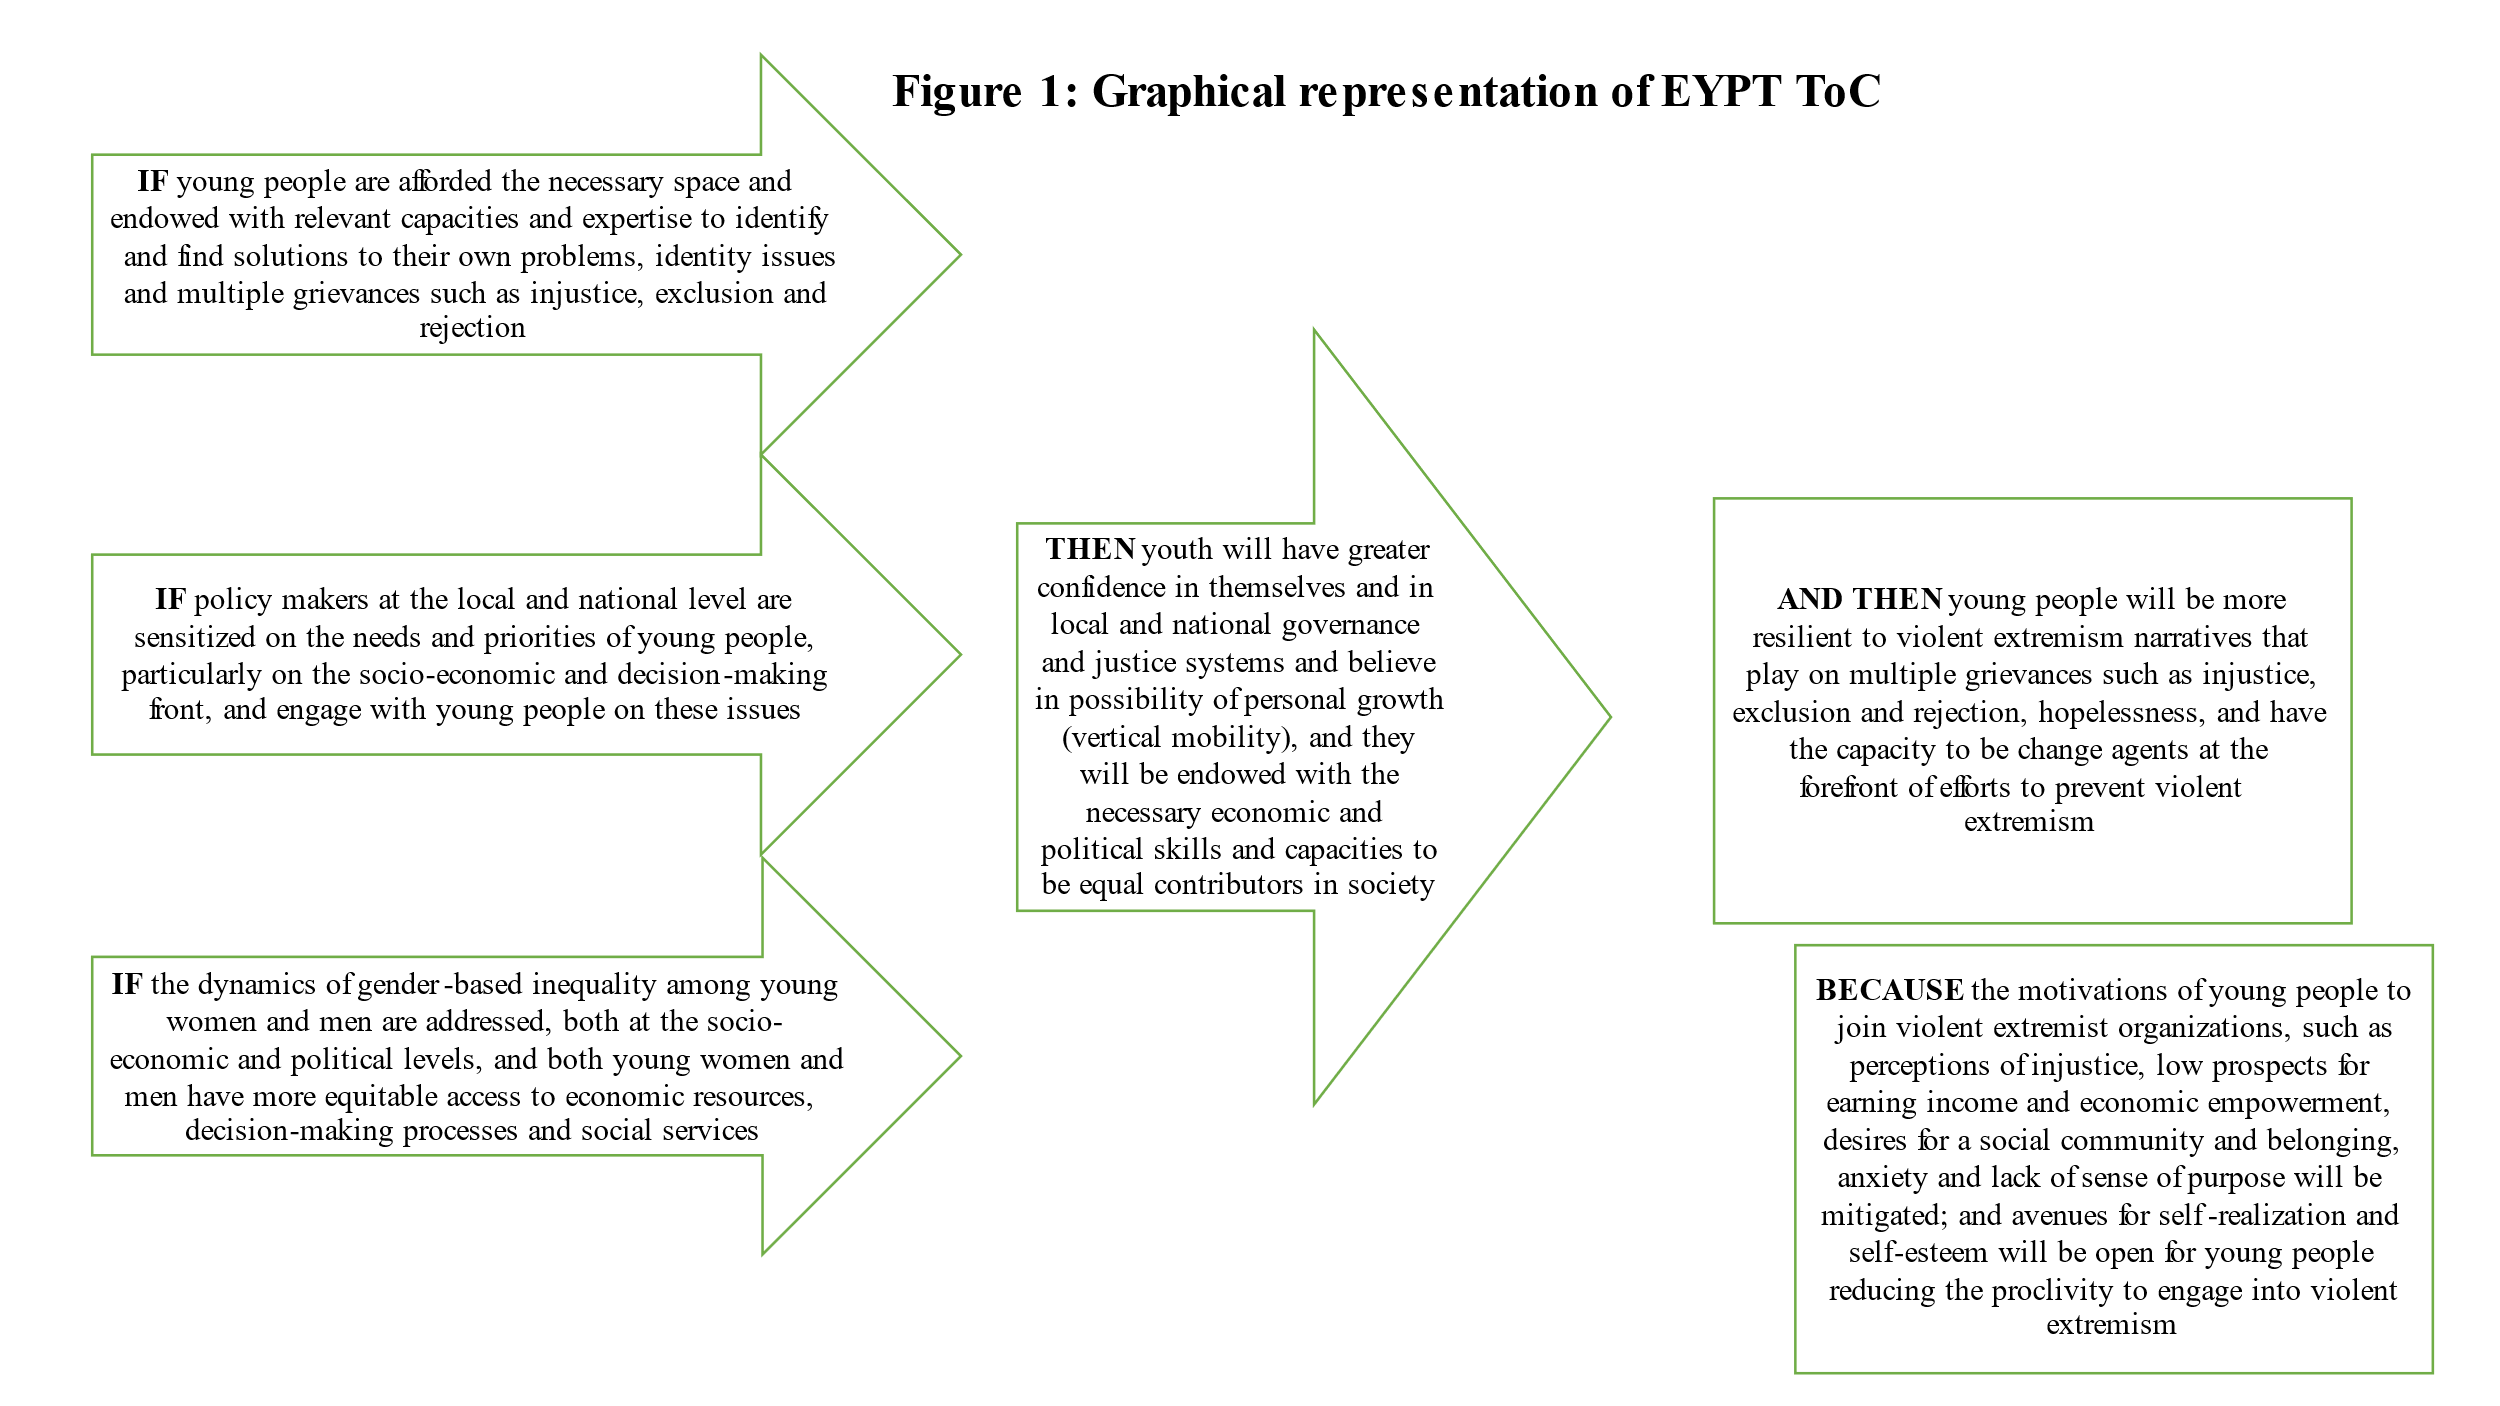 Figure 1: Graphical representation of EYPT ToC
IF young people are afforded the necessary space and
endowed with relevant capacities and expertise to identify
and find solutions to their own problems, identity issues
and multiple grievances such as injustice, exclusion and
rejection
IF policy makers at the local and national level are
sensitized on the needs and priorities of young people,
particularly on the socio-economic and decision-making
front, and engage with young people on these issues
IF the dynamics of gender-based inequality among young
women and men are addressed, both at the socio-
economic and political levels, and both young women and
men have more equitable access to economic resources,
decision-making processes and social services
THEN youth will have greater
confidence in themselves and in
local and national governance
and justice systems and believe
in possibility of personal growth
(vertical mobility), and they
will be endowed with the
necessary economic and
political skills and capacities to
be equal contributors in society
AND THEN young people will be more
resilient to violent extremism narratives that
play on multiple grievances such as injustice,
exclusion and rejection, hopelessness, and have
the capacity to be change agents at the
forefront of efforts to prevent violent
extremism
BECAUSE the motivations of young people to
join violent extremist organizations, such as
perceptions of injustice, low prospects for
earning income and economic empowerment,
desires for a social community and belonging,
anxiety and lack of sense of purpose will be
mitigated; and avenues for self-realization and
self-esteem will be open for young people
reducing the proclivity to engage into violent
extremism